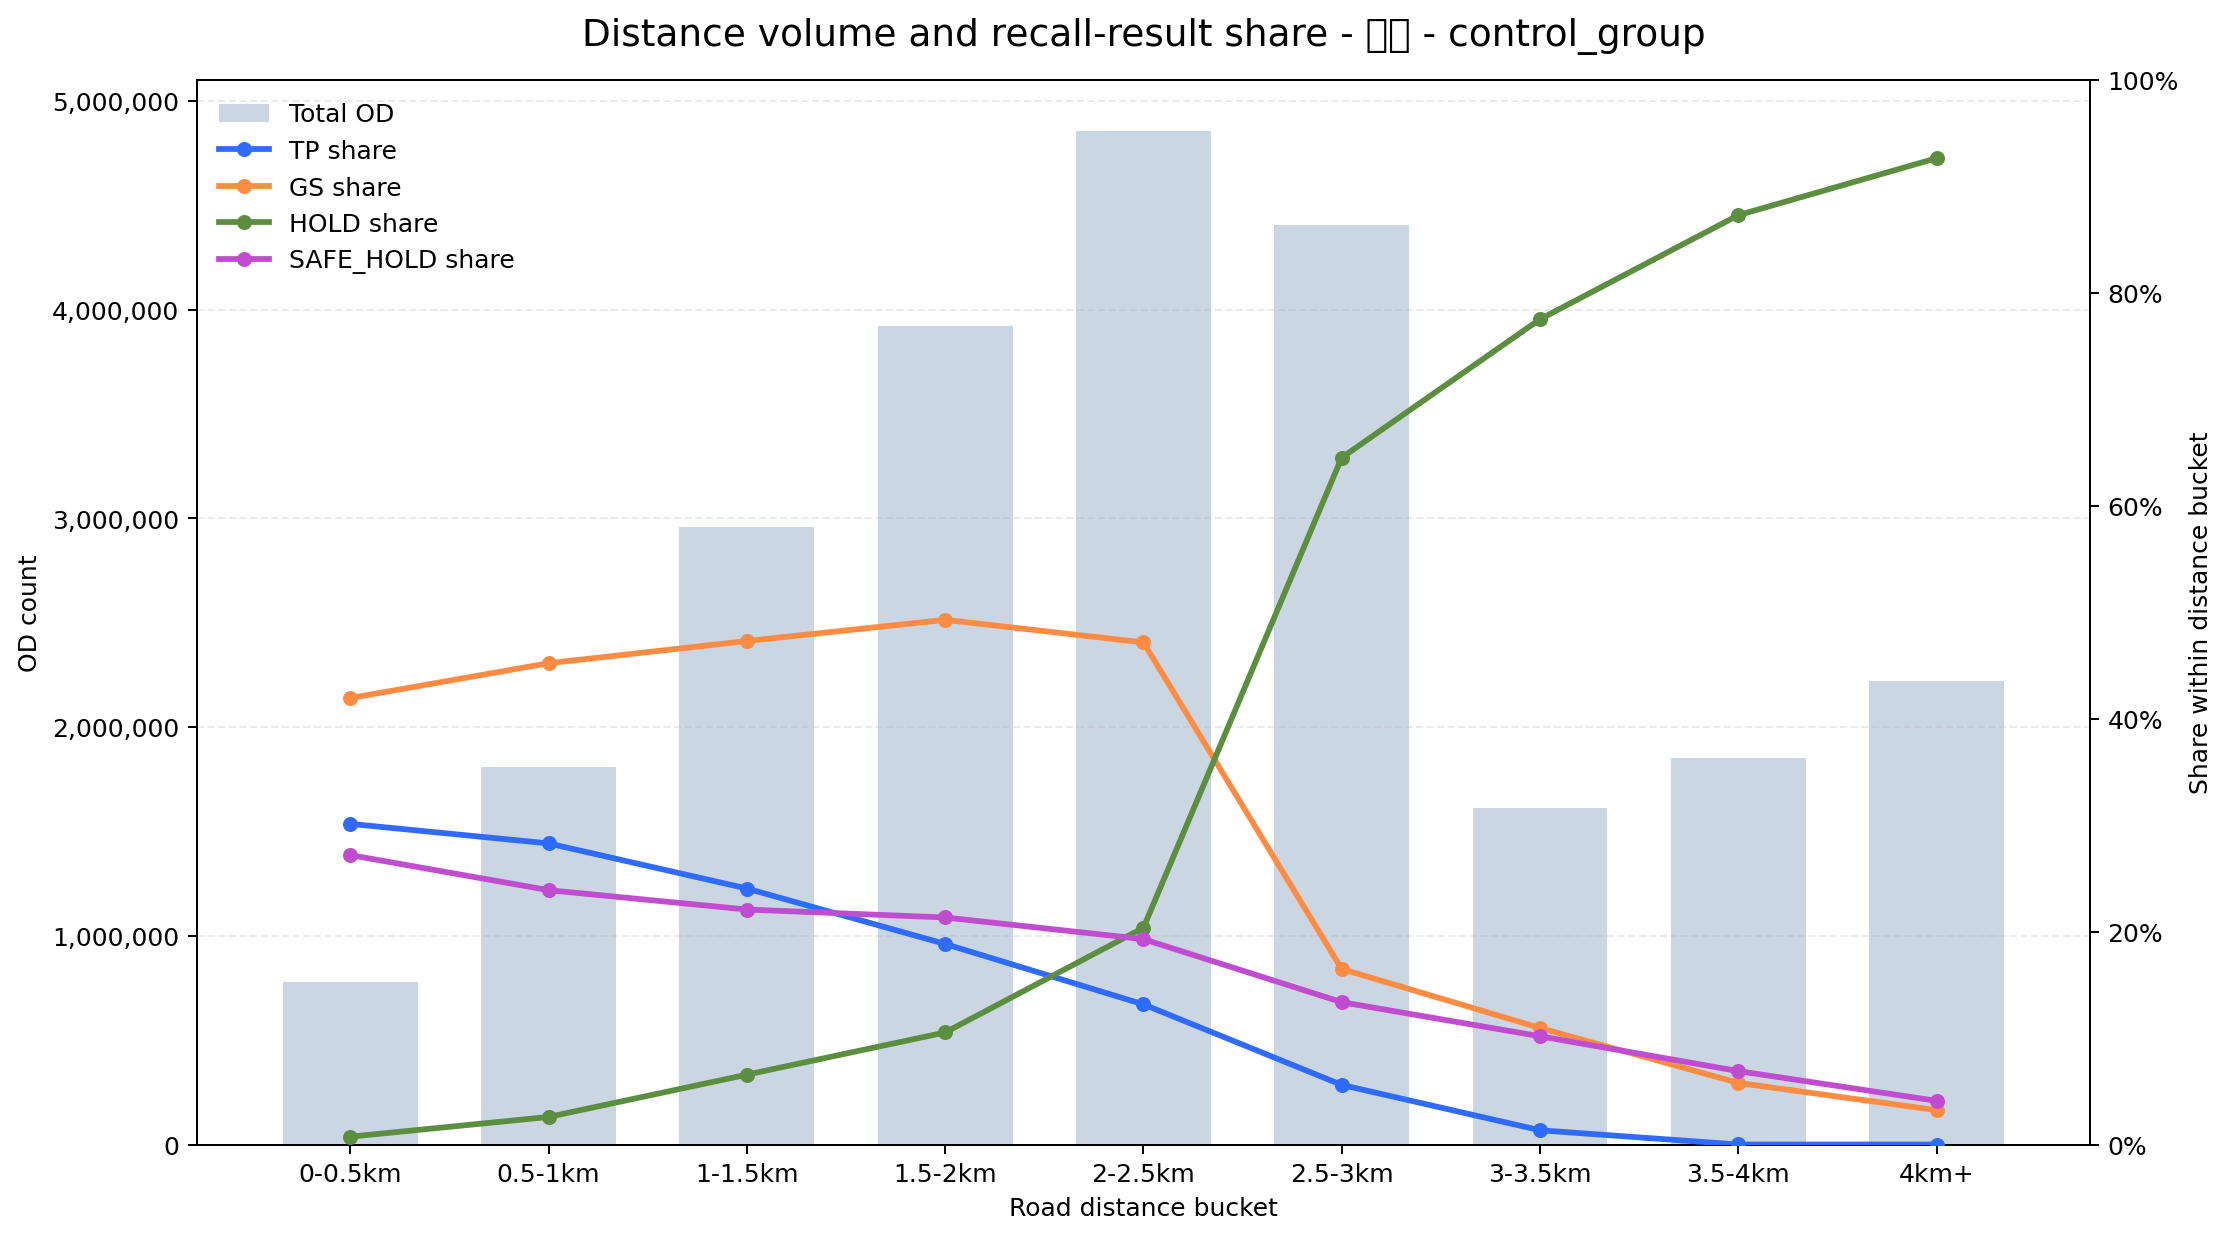 Distance volume and recall-result share - - control_group
Total OD
TP share
GS share
HOLD share
SAFE_HOLD share
OD count
5,000,000
4,000,000
3,000,000
2,000,000
1,000,000
0
100%
80%
60%
40%
20%
0%
Share within distance bucket
0-0.5km
0.5-1km
1-1.5km
1.5-2km
2-2.5km
2.5-3km
3-3.5km
3.5-4km
4km+
Road distance bucket